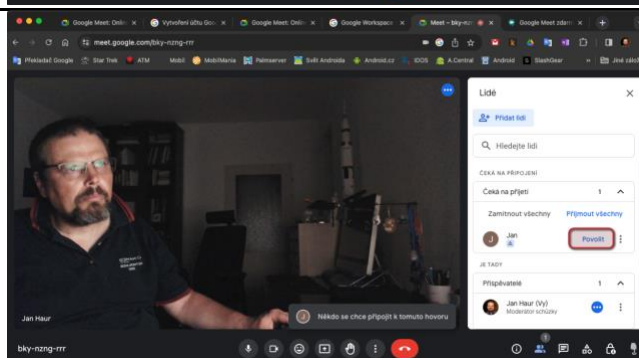 Google Meet: Onlin
Vytvoření účtu Goo
Google Meet: Onlin
Google Workspace
Meet – bky-nzn
Google Meet zdarm
meet.google.com/bky-nzng-rrr
Překladač Google
Star Trek
ATM
Mobil
MobilMania
Palmserver
Svět Androida
Android.cz
IDOS
A.Central
Android
SlashGear
Lidé
Přidat lidi
Hledejte lidi
ČEKÁ NA PŘIPOJENÍ
Čeká na přijetí 1
Zamítnout všechny Přijmout všechny
J Jan Povolit
JE TADY
Přispěvatelé 1
Jan Haur (Vy)
Moderátor schůzky
Jan Haur
J Někdo se chce připojit k tomuto hovoru
bky-nzng-rrr
1